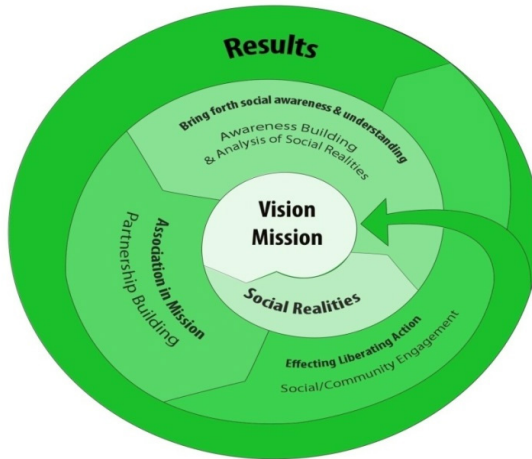 Results
Bring forth social awareness & understanding
Awareness Building
& Analysis of Social Realities
Vision
Mission
Social Realities
Association in Mission
Partnership Building
Effecting Liberating Action
Social/Community Engagement